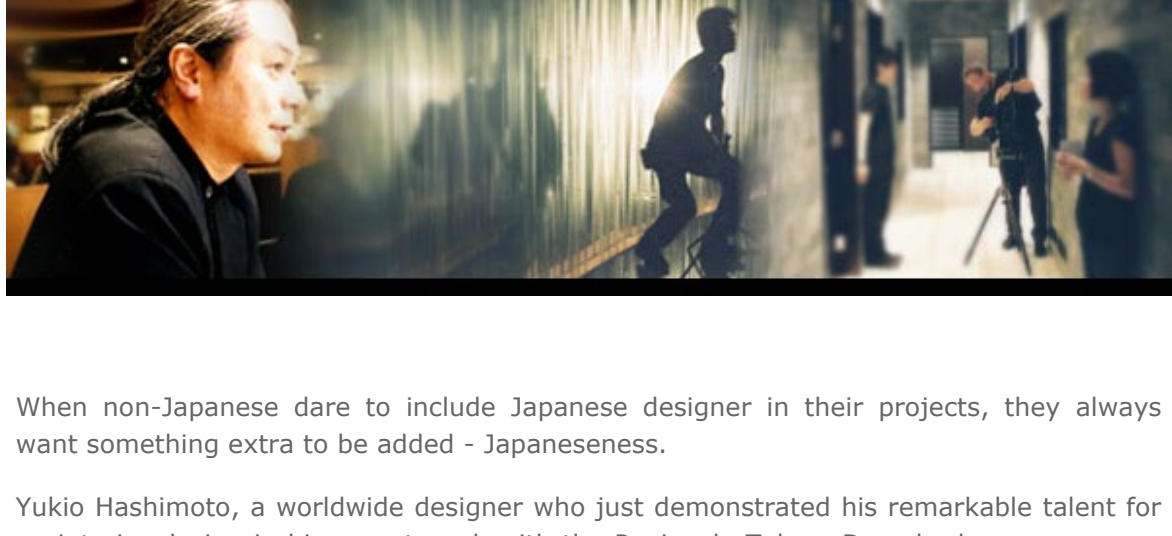 When non-Japanese dare to include Japanese designer in their projects, they always
want something extra to be added - Japaneseness.
Yukio Hashimoto, a worldwide designer who just demonstrated his remarkable talent for